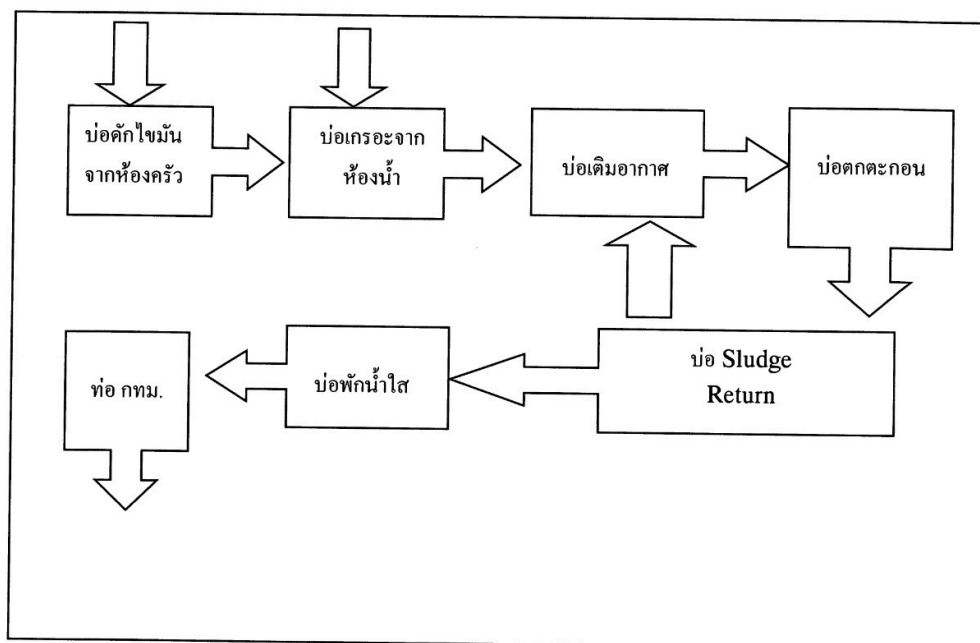 บ่อดักไขมัน
จากห้องครัว
บ่อเกรอะจาก
ห้องน้ำ
บ่อเติมอากาศ
บ่อตกตะกอน
ท่อ กทม.
บ่อพักน้ำใส
บ่อ Sludge
Return